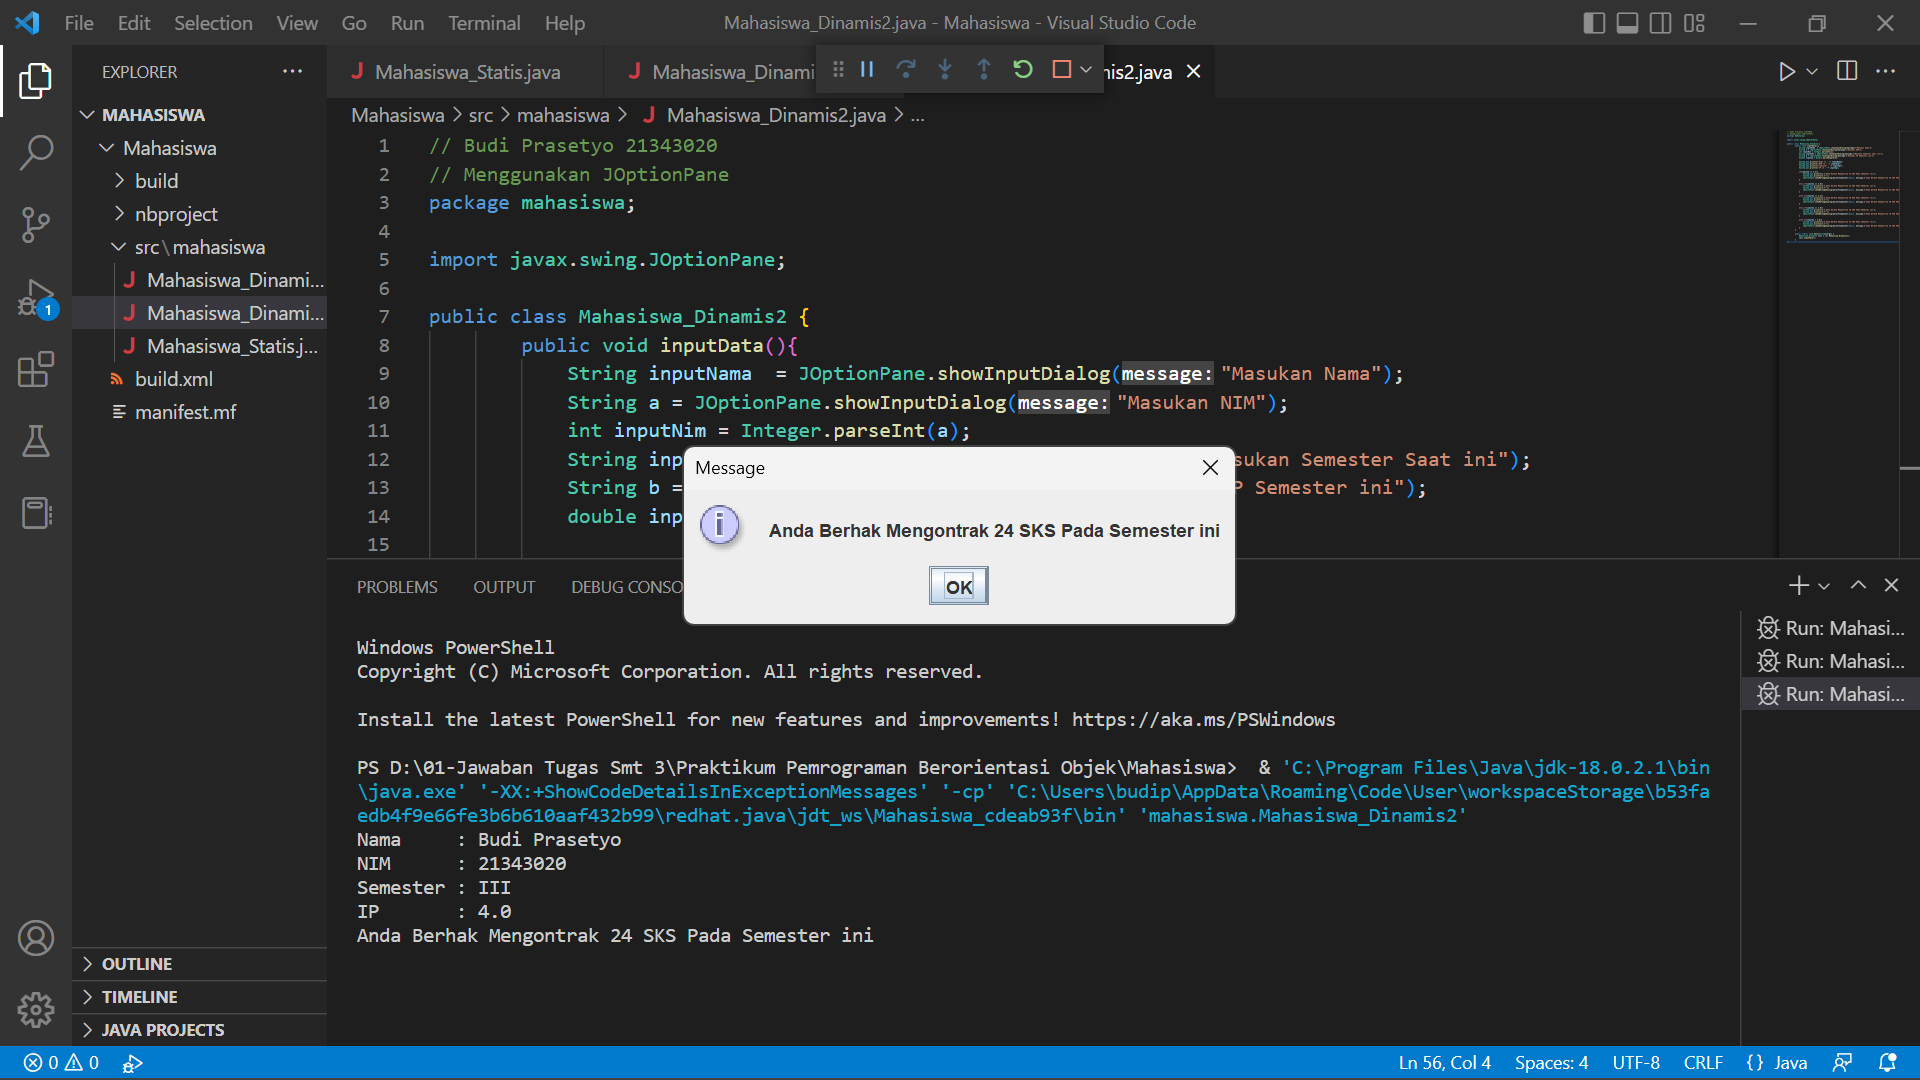 File Edit Selection View Go Run Terminal Help
Mahasiswa_Dinamis2.java - Mahasiswa - Visual Studio Code
EXPLORER
MAHASISWA
Mahasiswa
build
nbproject
src\mahasiswa
Mahasiswa_Dinami...
Mahasiswa_Dinami...
Mahasiswa_Statis.j...
build.xml
manifest.mf
OUTLINE
TIMELINE
JAVA PROJECTS
1
Mahasiswa_Statis.java
Mahasiswa_Dinami
is2.java
Mahasiswa > src > mahasiswa > Mahasiswa_Dinamis2.java > ...
1 // Budi Prasetyo 21343020
2 // Menggunakan JOptionPane
3 package mahasiswa;
4
5 import javax.swing.JOptionPane;
6
7 public class Mahasiswa_Dinamis2 {
8 public void inputData(){
9 String inputNama  = JOptionPane.showInputDialog(message: "Masukan Nama");
10 String a = JOptionPane.showInputDialog(message: "Masukan NIM");
11 int inputNim = Integer.parseInt(a);
12 String inp sukan Semester Saat ini");
13 String b = P Semester ini");
14 double inp
15
Message
Anda Berhak Mengontrak 24 SKS Pada Semester ini
OK
PROBLEMS OUTPUT DEBUG CONSO
Windows PowerShell
Copyright (C) Microsoft Corporation. All rights reserved.
Install the latest PowerShell for new features and improvements! https://aka.ms/PSWindows
PS D:\01-Jawaban Tugas Smt 3\Praktikum Pemrograman Berorientasi Objek\Mahasiswa>  & 'C:\Program Files\Java\jdk-18.0.2.1\bin
\java.exe' '-XX:+ShowCodeDetailsInExceptionMessages' '-cp' 'C:\Users\budip\AppData\Roaming\Code\User\workspaceStorage\b53fa
edb4f9e66fe3b6b610aaf432b99\redhat.java\jdt_ws\Mahasiswa_cdeab93f\bin' 'mahasiswa.Mahasiswa_Dinamis2'
Nama     : Budi Prasetyo
NIM      : 21343020
Semester : III
IP       : 4.0
Anda Berhak Mengontrak 24 SKS Pada Semester ini
Run: Mahasi...
Run: Mahasi...
Run: Mahasi...
0 0
Ln 56, Col 4 Spaces: 4 UTF-8 CRLF {} Java